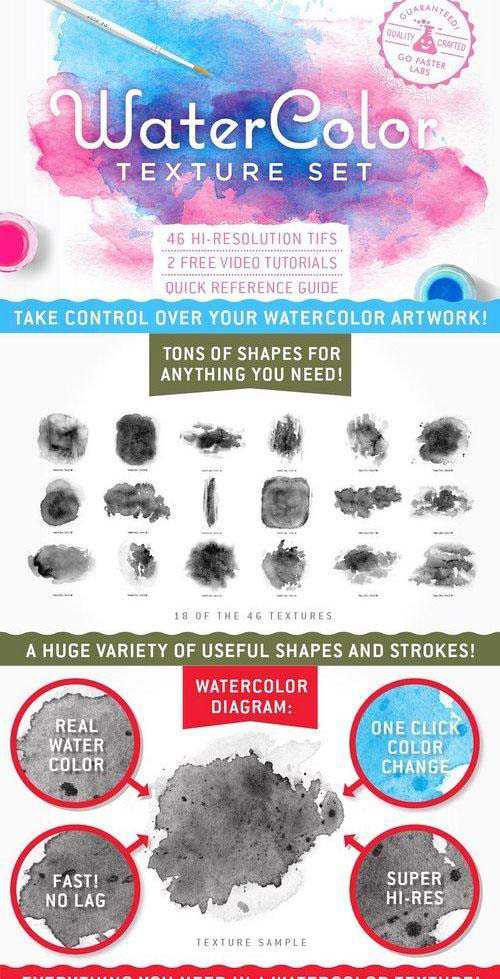 GUARANTEED!
QUALITY CRAFTED
GO FASTER
LABS
WaterColor
TEXTURE SET
46 HI-RESOLUTION TIFS
2 FREE VIDEO TUTORIALS
QUICK REFERENCE GUIDE
TAKE CONTROL OVER YOUR WATERCOLOR ARTWORK!
TONS OF SHAPES FOR
ANYTHING YOU NEED!
18 OF THE 46 TEXTURES
A HUGE VARIETY OF USEFUL SHAPES AND STROKES!
WATERCOLOR
DIAGRAM:
REAL
WATER
COLOR
ONE CLICK
COLOR
CHANGE
FAST!
NO LAG
SUPER
HI-RES
TEXTURE SAMPLE